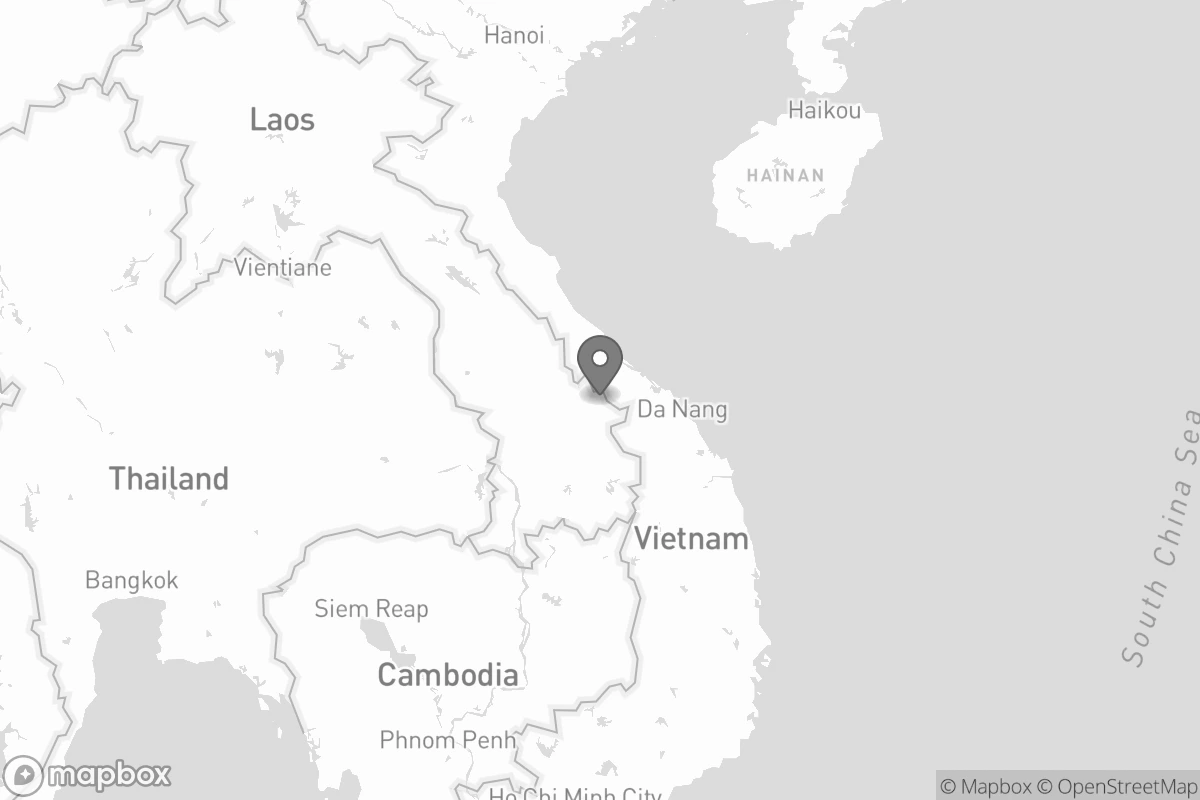 Hanoi
Haikou
Laos
HAINAN
Vientiane
Da Nang
Thailand
Vietnam
South China Sea
Bangkok
Siem Reap
Cambodia
Phnom Penh
Ho Chi Minh City
mapbox
© Mapbox © OpenStreetMap